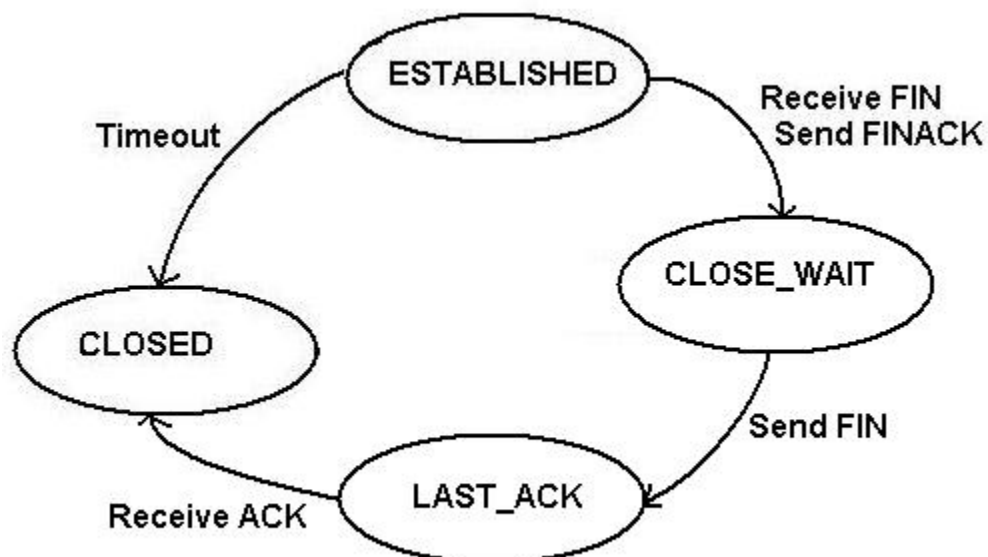 ESTABLISHED
Timeout
Receive FIN
Send FINACK
CLOSE_WAIT
CLOSED
Send FIN
LAST_ACK
Receive ACK